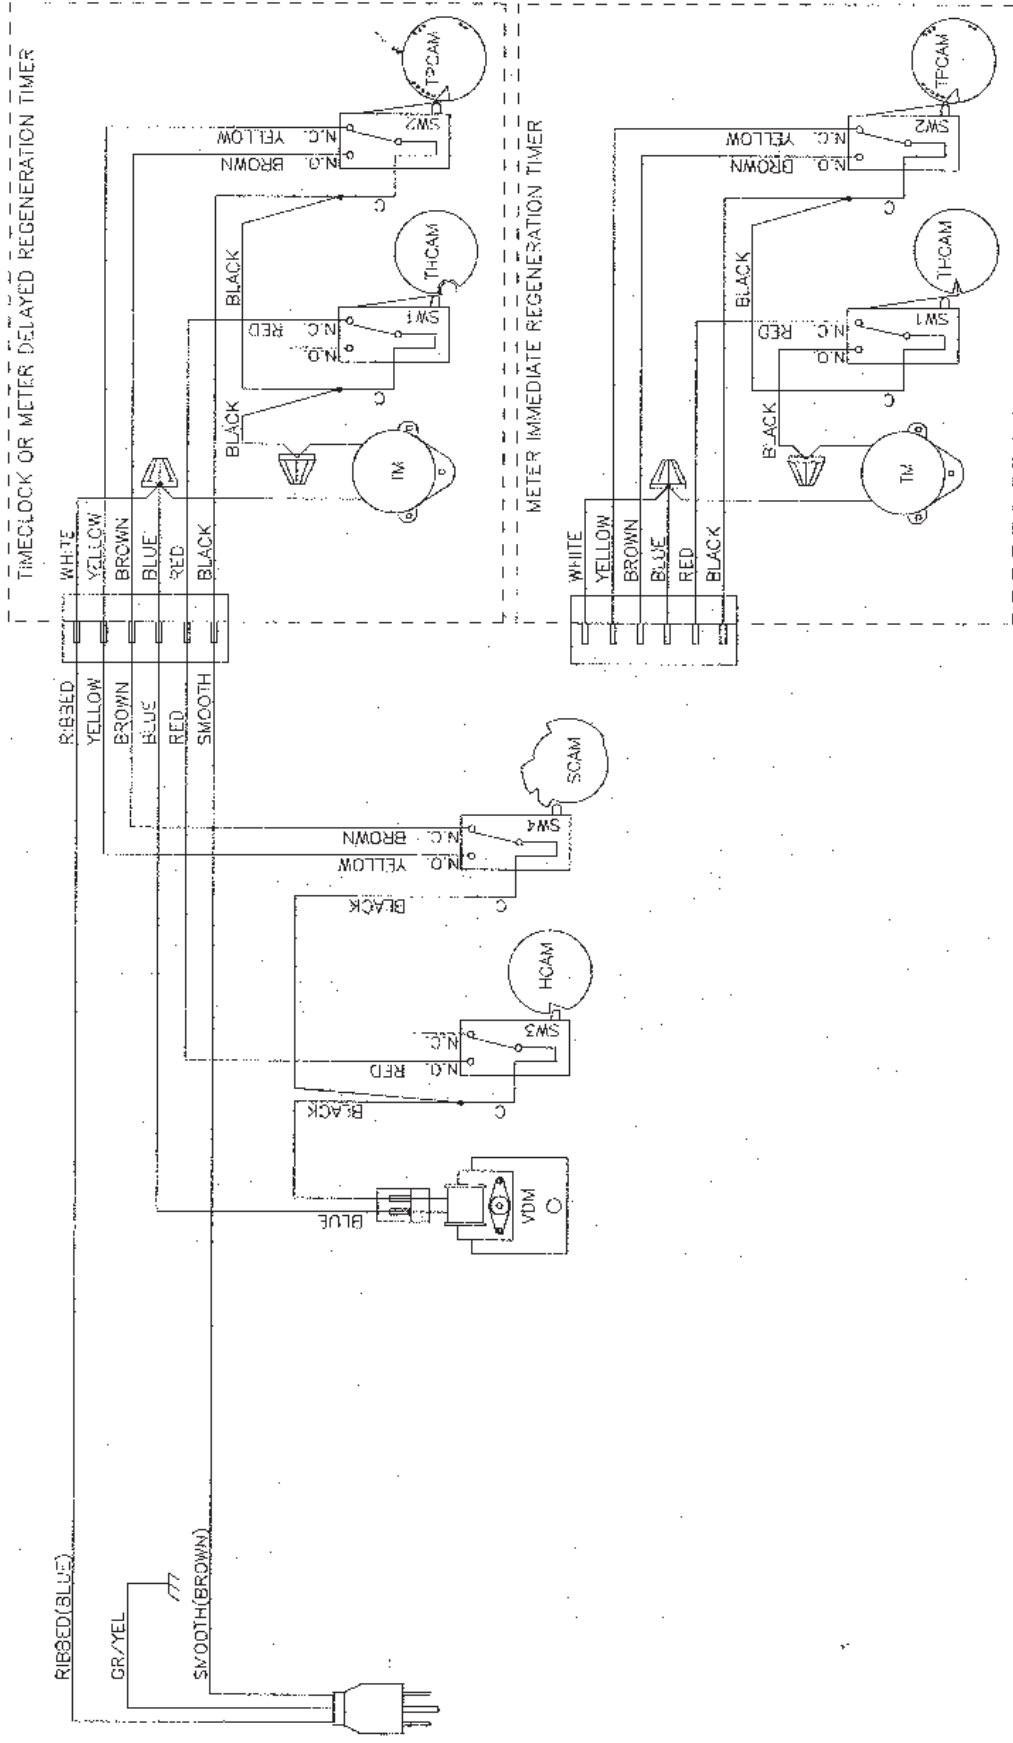 TIMECLOCK OR METER DELAYED REGENERATION TIMER
WHITE
YELLOW
BROWN
BLUE
RED
BLACK
BLACK
BLACK
YELLOW
BROWN
RED
N.C.
N.O.
SW2
TPCAM
C
N.C.
N.O.
SW1
THCAM
C
TM
METER IMMEDIATE REGENERATION TIMER
WHITE
YELLOW
BROWN
BLUE
RED
BLACK
BLACK
BLACK
YELLOW
BROWN
RED
N.C.
N.O.
SW2
TPCAM
C
N.C.
N.O.
SW1
THCAM
C
TM
RIBBED
YELLOW
BROWN
BLUE
RED
SMOOTH
BROWN
YELLOW
N.C.
N.O.
SW4
SCAM
BLACK
C
RED
N.C.
N.O.
SW3
HCAM
BLACK
C
BLUE
VDM
RIBBED(BLUE)
GR/YEL
SMOOTH(BROWN)